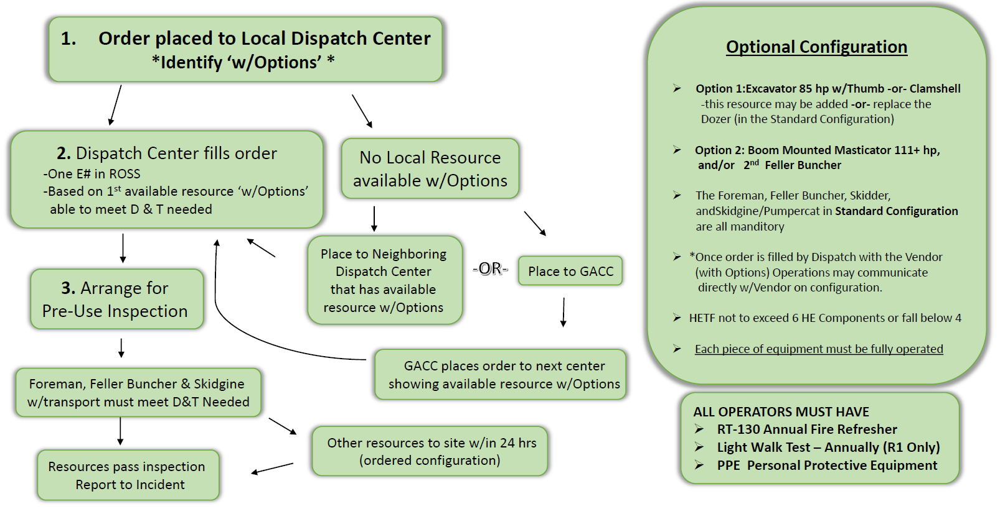 1. Order placed to Local Dispatch Center
*Identify ‘w/Options’ *
2. Dispatch Center fills order
-One E# in ROSS
-Based on 1st available resource ‘w/Options’
able to meet D & T needed
No Local Resource
available w/Options
3. Arrange for
Pre-Use Inspection
Place to Neighboring
Dispatch Center
that has available
resource w/Options
-OR-
Place to GACC
GACC places order to next center
showing available resource w/Options
Foreman, Feller Buncher & Skidgine
w/transport must meet D&T Needed
Other resources to site w/in 24 hrs
(ordered configuration)
Resources pass inspection
Report to Incident
Optional Configuration
➢ Option 1:Excavator 85 hp w/Thumb -or- Clamshell
-this resource may be added -or- replace the
Dozer (in the Standard Configuration)
➢ Option 2: Boom Mounted Masticator 111+ hp,
and/or 2nd Feller Buncher
➢ The Foreman, Feller Buncher, Skidder,
andSkidgine/Pumpercat in Standard Configuration
are all manditory
➢ *Once order is filled by Dispatch with the Vendor
(with Options) Operations may communicate
directly w/Vendor on configuration.
➢ HETF not to exceed 6 HE Components or fall below 4
➢ Each piece of equipment must be fully operated
ALL OPERATORS MUST HAVE
➢ RT-130 Annual Fire Refresher
➢ Light Walk Test – Annually (R1 Only)
➢ PPE Personal Protective Equipment